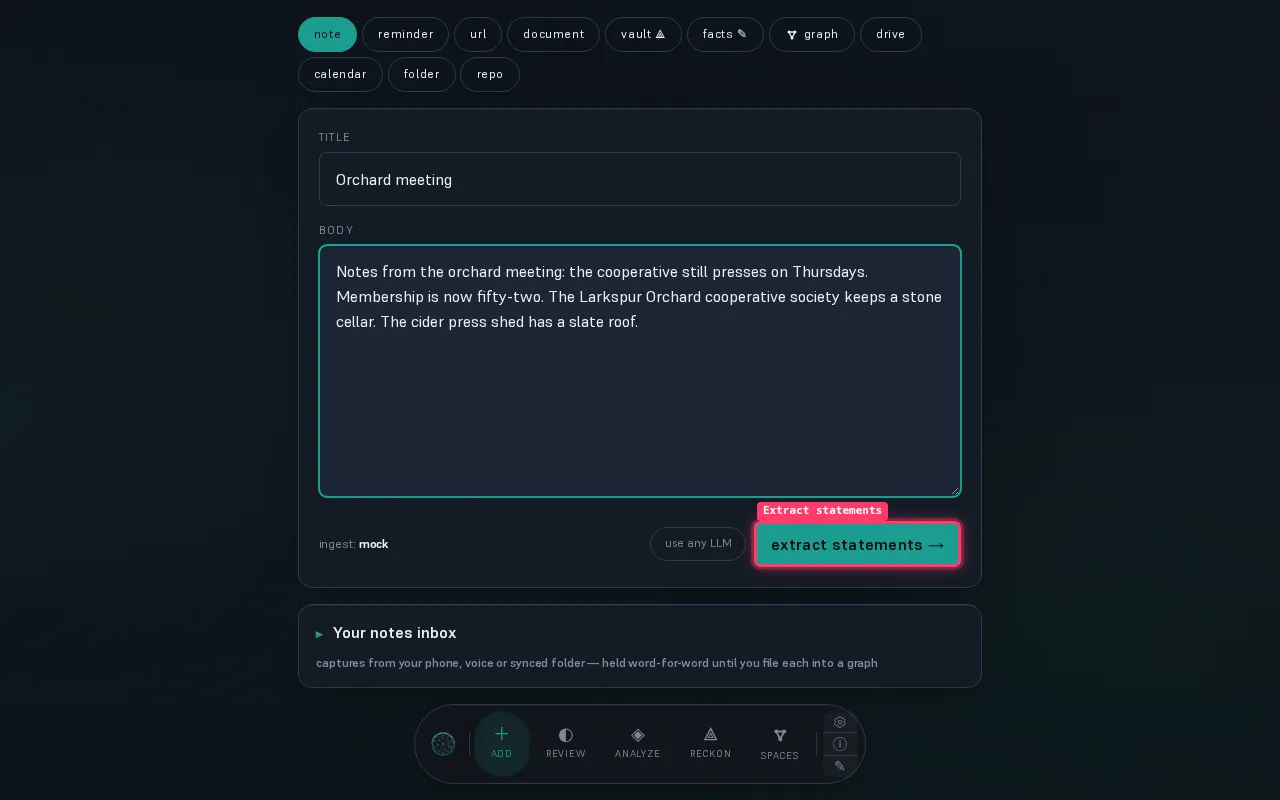 note
reminder
url
document
vault
facts ✎
graph
drive
calendar
folder
repo
TITLE
Orchard meeting
BODY
Notes from the orchard meeting: the cooperative still presses on Thursdays.
Membership is now fifty-two. The Larkspur Orchard cooperative society keeps a stone
cellar. The cider press shed has a slate roof.
Extract statements
ingest: mock
use any LLM
extract statements →
▸ Your notes inbox
captures from your phone, voice or synced folder — held word-for-word until you file each into a graph
ADD
REVIEW
ANALYZE
RECKON
SPACES